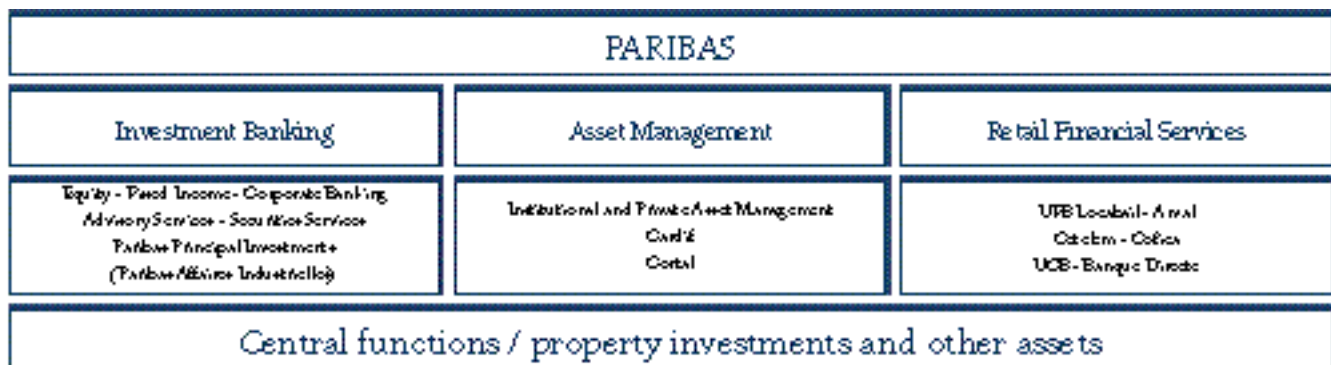 PARIBAS
Investment Banking
Asset Management
Retail Financial Services
Equity - Fixed Income - Corporate Banking
Advisory Services - Securities Services
Paribas Principal Investments
(Paribas Affaires Industrielles)
Institutional and Private Asset Management
Cardif
Cortal
UFB Locabail - Arval
Cetelem - Cofica
UCB - Banque Directe
Central functions / property investments and other assets